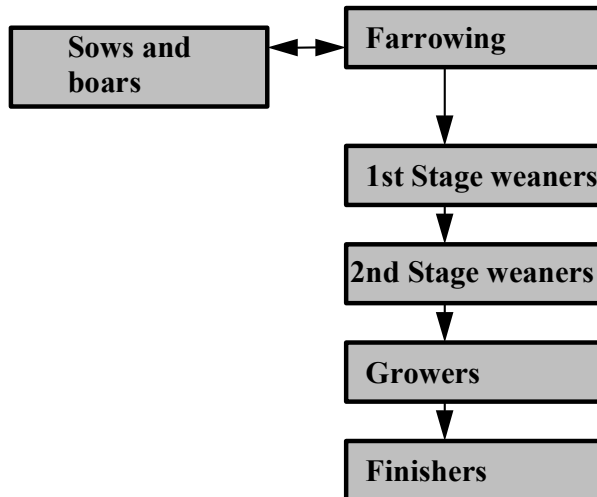 Sows and
boars
Farrowing
1st Stage weaners
2nd Stage weaners
Growers
Finishers